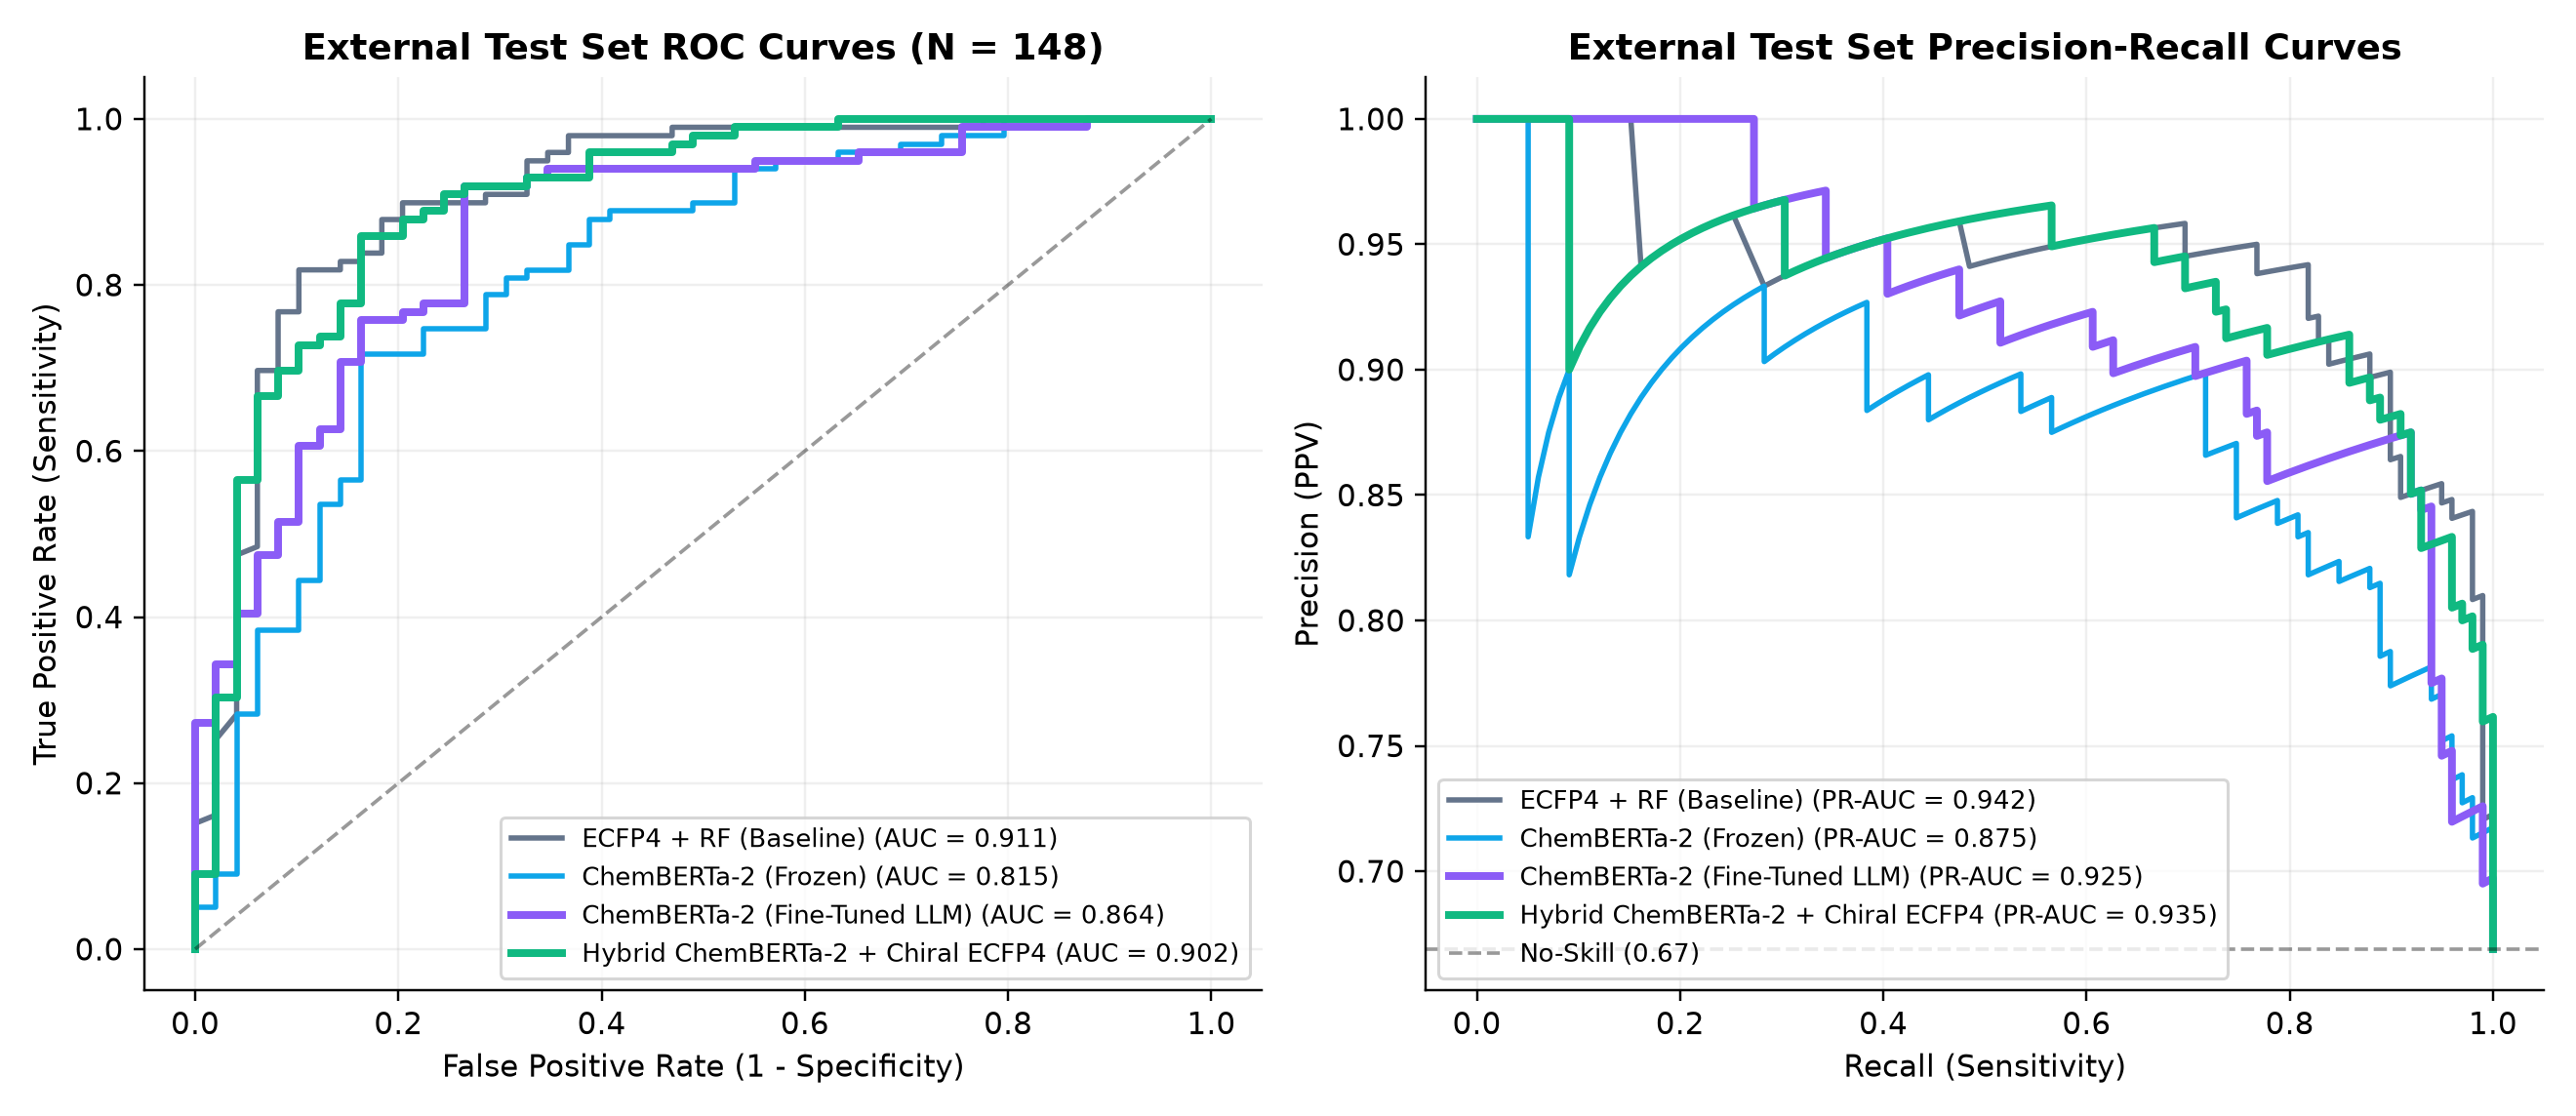 External Test Set ROC Curves (N = 148)
True Positive Rate (Sensitivity)
1.0
0.8
0.6
0.4
0.2
0.0
ECFP4 + RF (Baseline) (AUC = 0.911)
ChemBERTa-2 (Frozen) (AUC = 0.815)
ChemBERTa-2 (Fine-Tuned LLM) (AUC = 0.864)
Hybrid ChemBERTa-2 + Chiral ECFP4 (AUC = 0.902)
0.0 0.2 0.4 0.6 0.8 1.0
False Positive Rate (1 - Specificity)
External Test Set Precision-Recall Curves
Precision (PPV)
1.00
0.95
0.90
0.85
0.80
0.75
0.70
ECFP4 + RF (Baseline) (PR-AUC = 0.942)
ChemBERTa-2 (Frozen) (PR-AUC = 0.875)
ChemBERTa-2 (Fine-Tuned LLM) (PR-AUC = 0.925)
Hybrid ChemBERTa-2 + Chiral ECFP4 (PR-AUC = 0.935)
No-Skill (0.67)
0.0 0.2 0.4 0.6 0.8 1.0
Recall (Sensitivity)